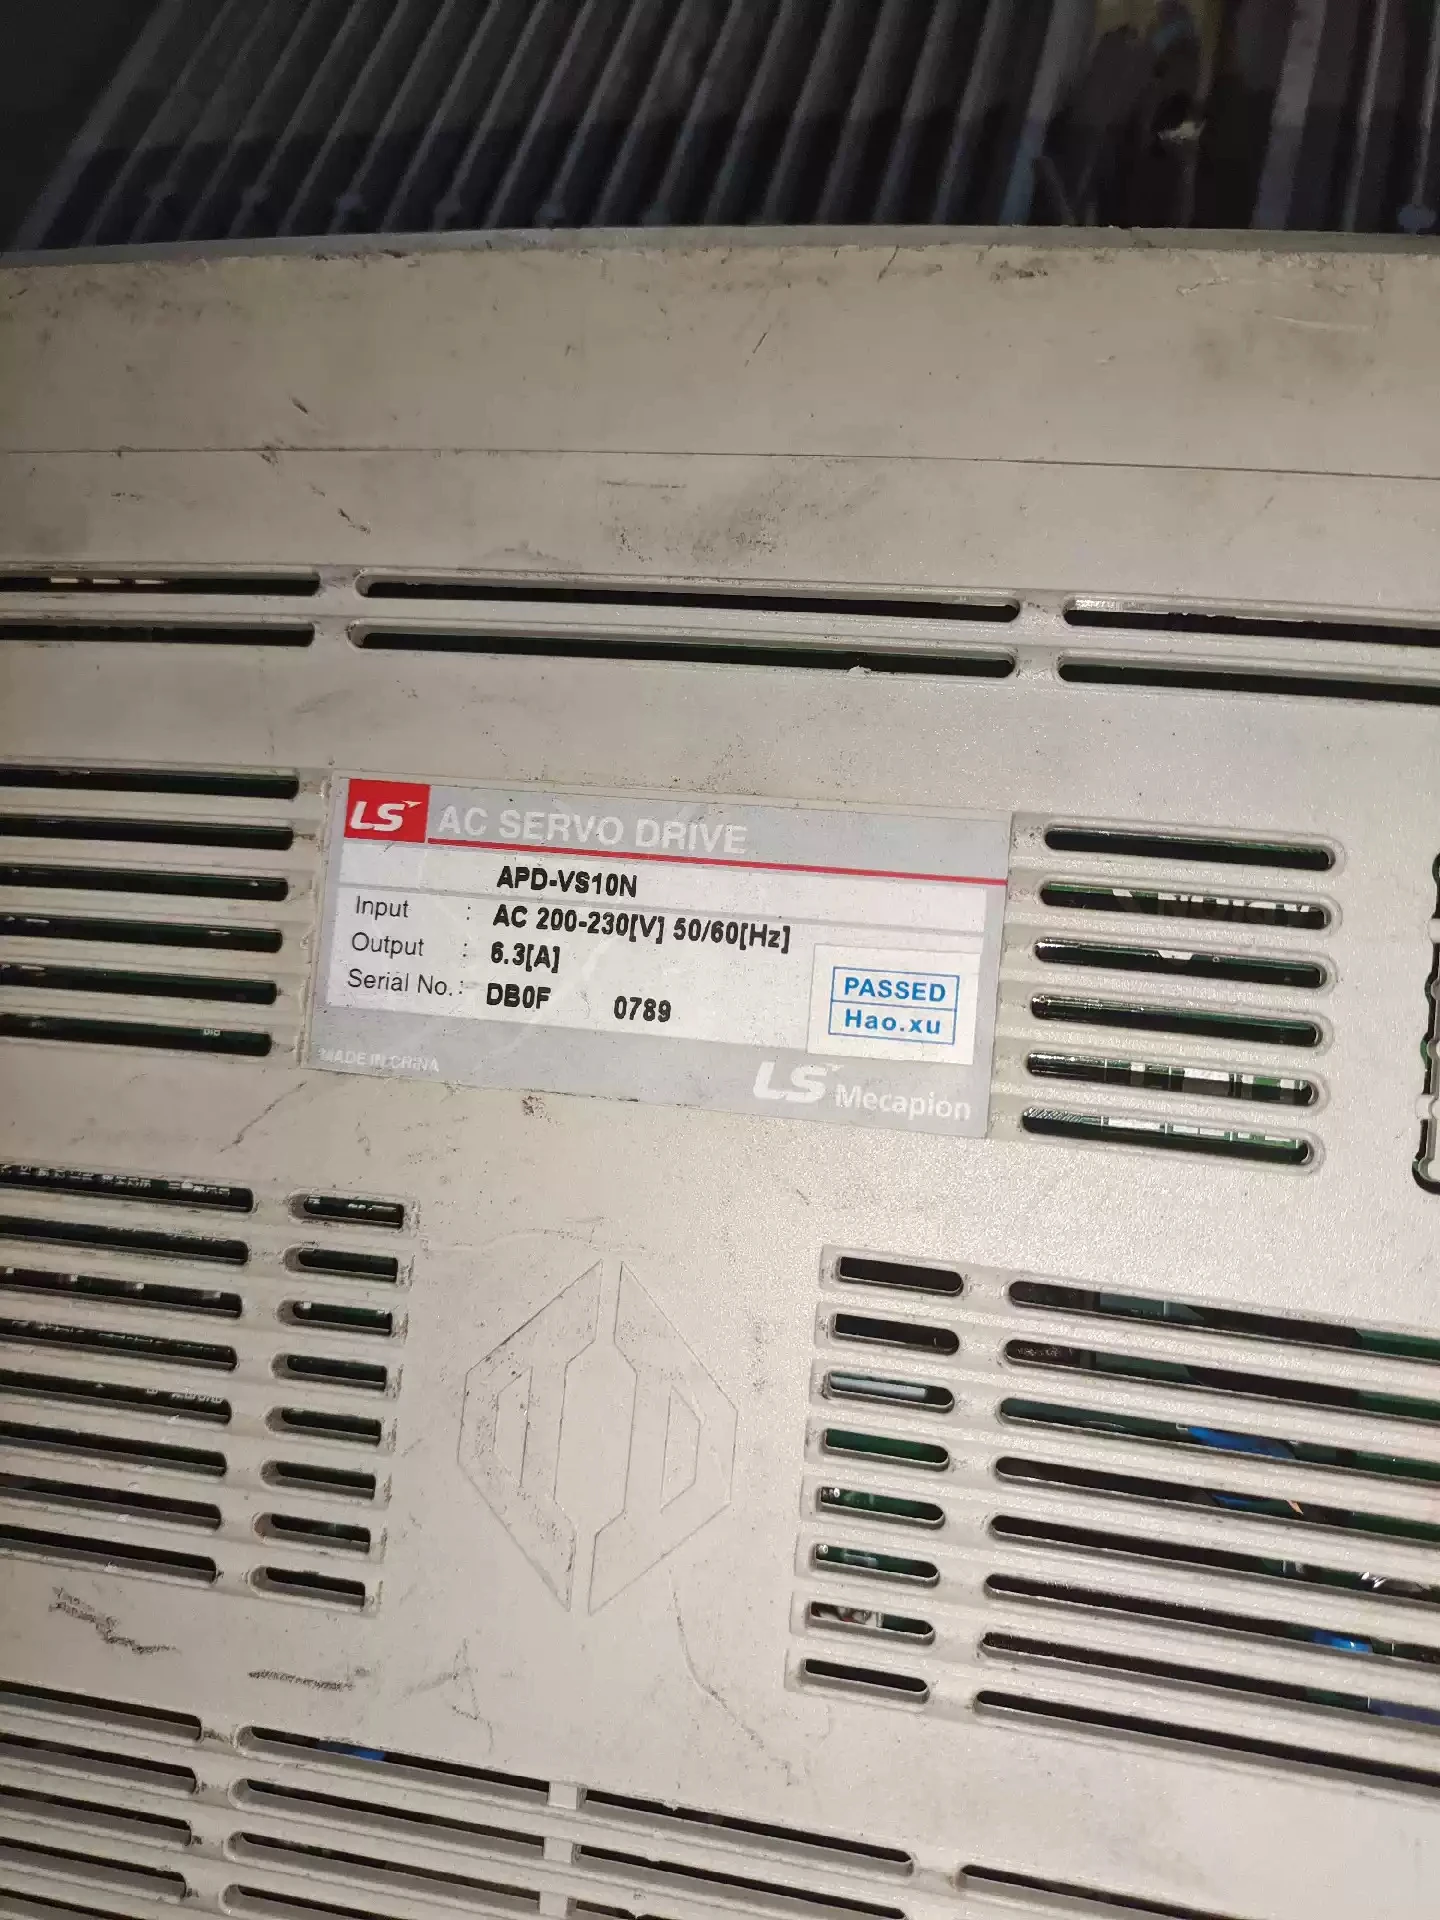 LS AC SERVO DRIVE
APD-VS10N
Input : AC 200-230[V] 50/60[Hz]
Output : 6.3[A]
Serial No. : DB0F 0789
PASSED
Hao.xu
MADE IN CHINA
LS Mecapion